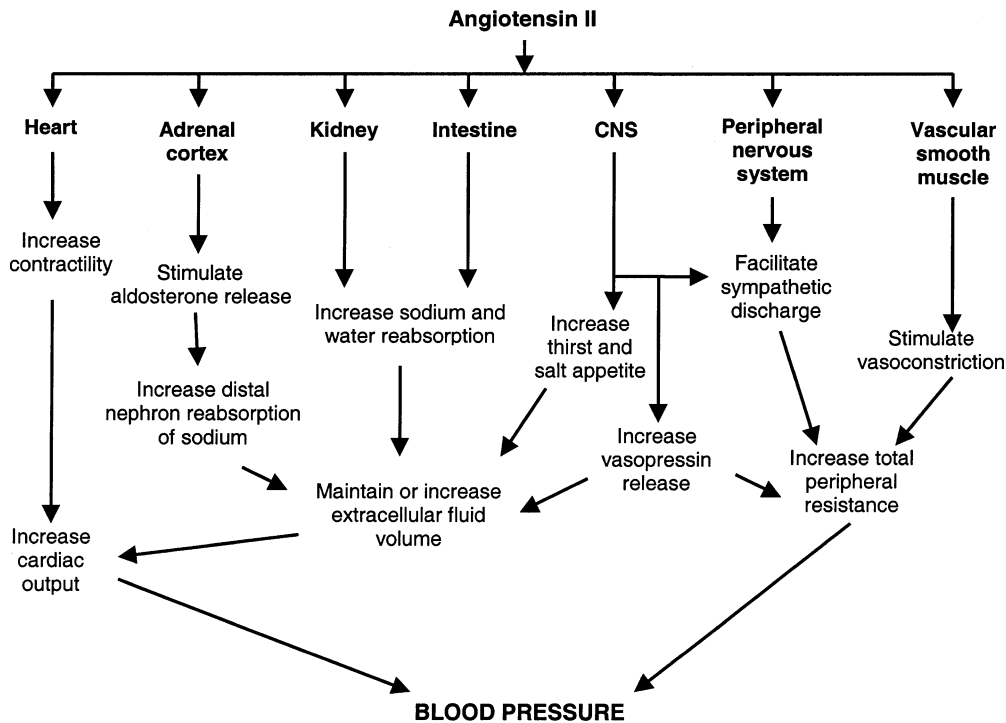 Angiotensin II
Heart
Adrenal
cortex
Kidney
Intestine
CNS
Peripheral
nervous
system
Vascular
smooth
muscle
Increase
contractility
Stimulate
aldosterone release
Increase sodium and
water reabsorption
Increase
thirst and
salt appetite
Facilitate
sympathetic
discharge
Stimulate
vasoconstriction
Increase distal
nephron reabsorption
of sodium
Increase
vasopressin
release
Increase total
peripheral
resistance
Maintain or increase
extracellular fluid
volume
Increase
cardiac
output
BLOOD PRESSURE